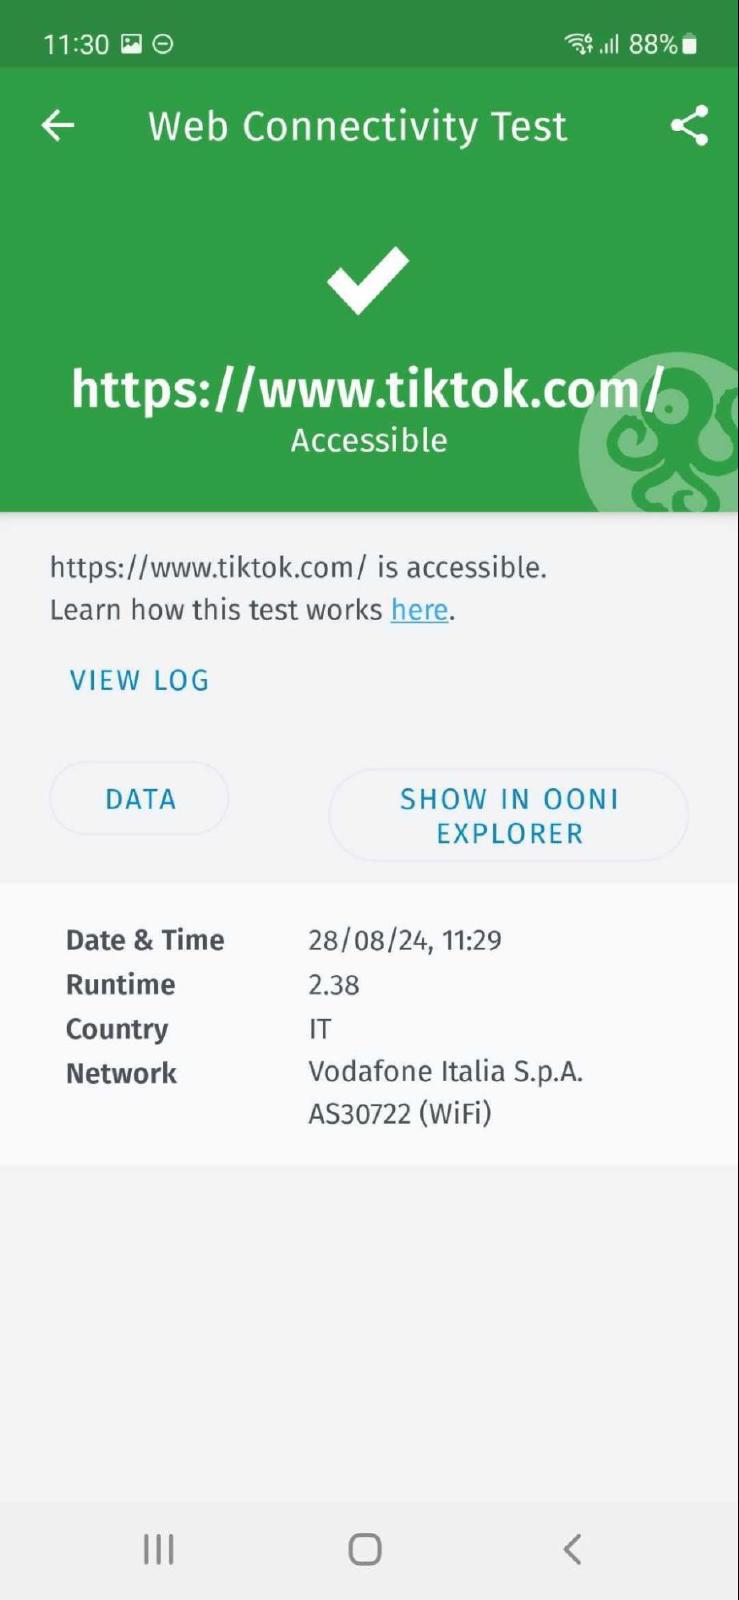 11:30
88%
Web Connectivity Test
https://www.tiktok.com/
Accessible
https://www.tiktok.com/ is accessible.
Learn how this test works here.
VIEW LOG
DATA
SHOW IN OONI
EXPLORER
Date & Time 28/08/24, 11:29
Runtime 2.38
Country IT
Network Vodafone Italia S.p.A.
AS30722 (WiFi)